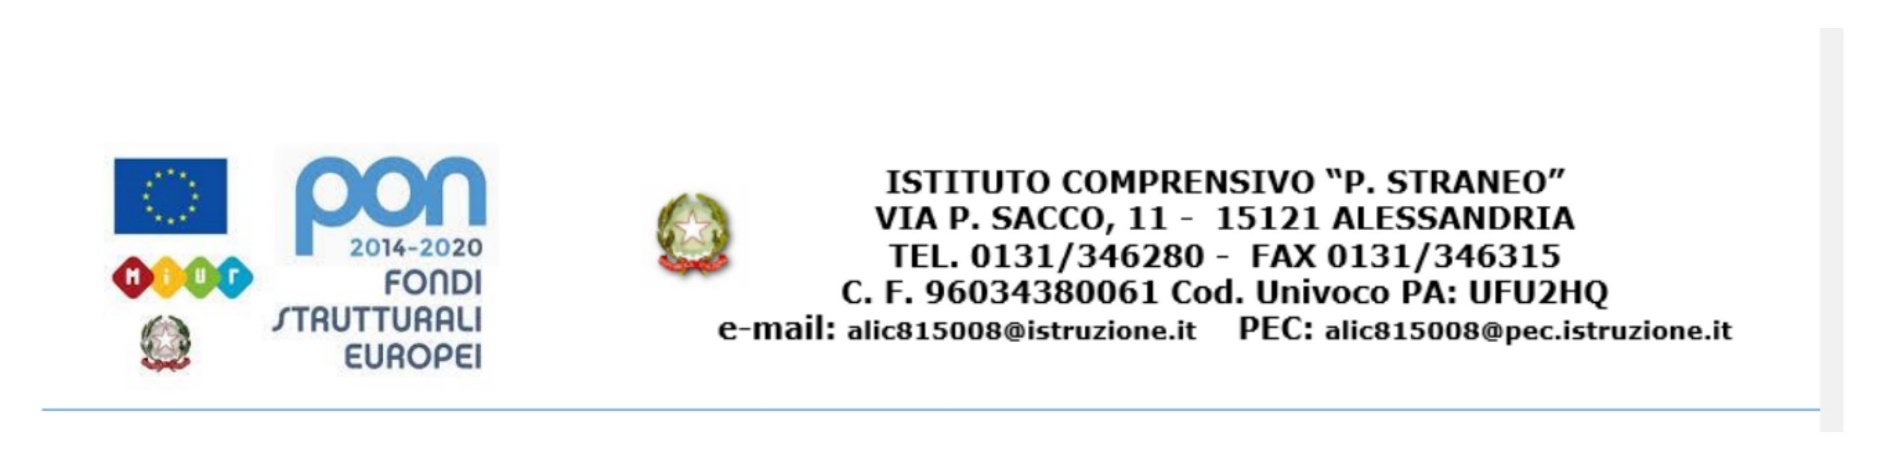 MIUR
pon
2014-2020
FONDI
STRUTTURALI
EUROPEI
ISTITUTO COMPRENSIVO “P. STRANEO”
VIA P. SACCO, 11 - 15121 ALESSANDRIA
TEL. 0131/346280 - FAX 0131/346315
C. F. 96034380061 Cod. Univoco PA: UFU2HQ
e-mail: alic815008@istruzione.it PEC: alic815008@pec.istruzione.it